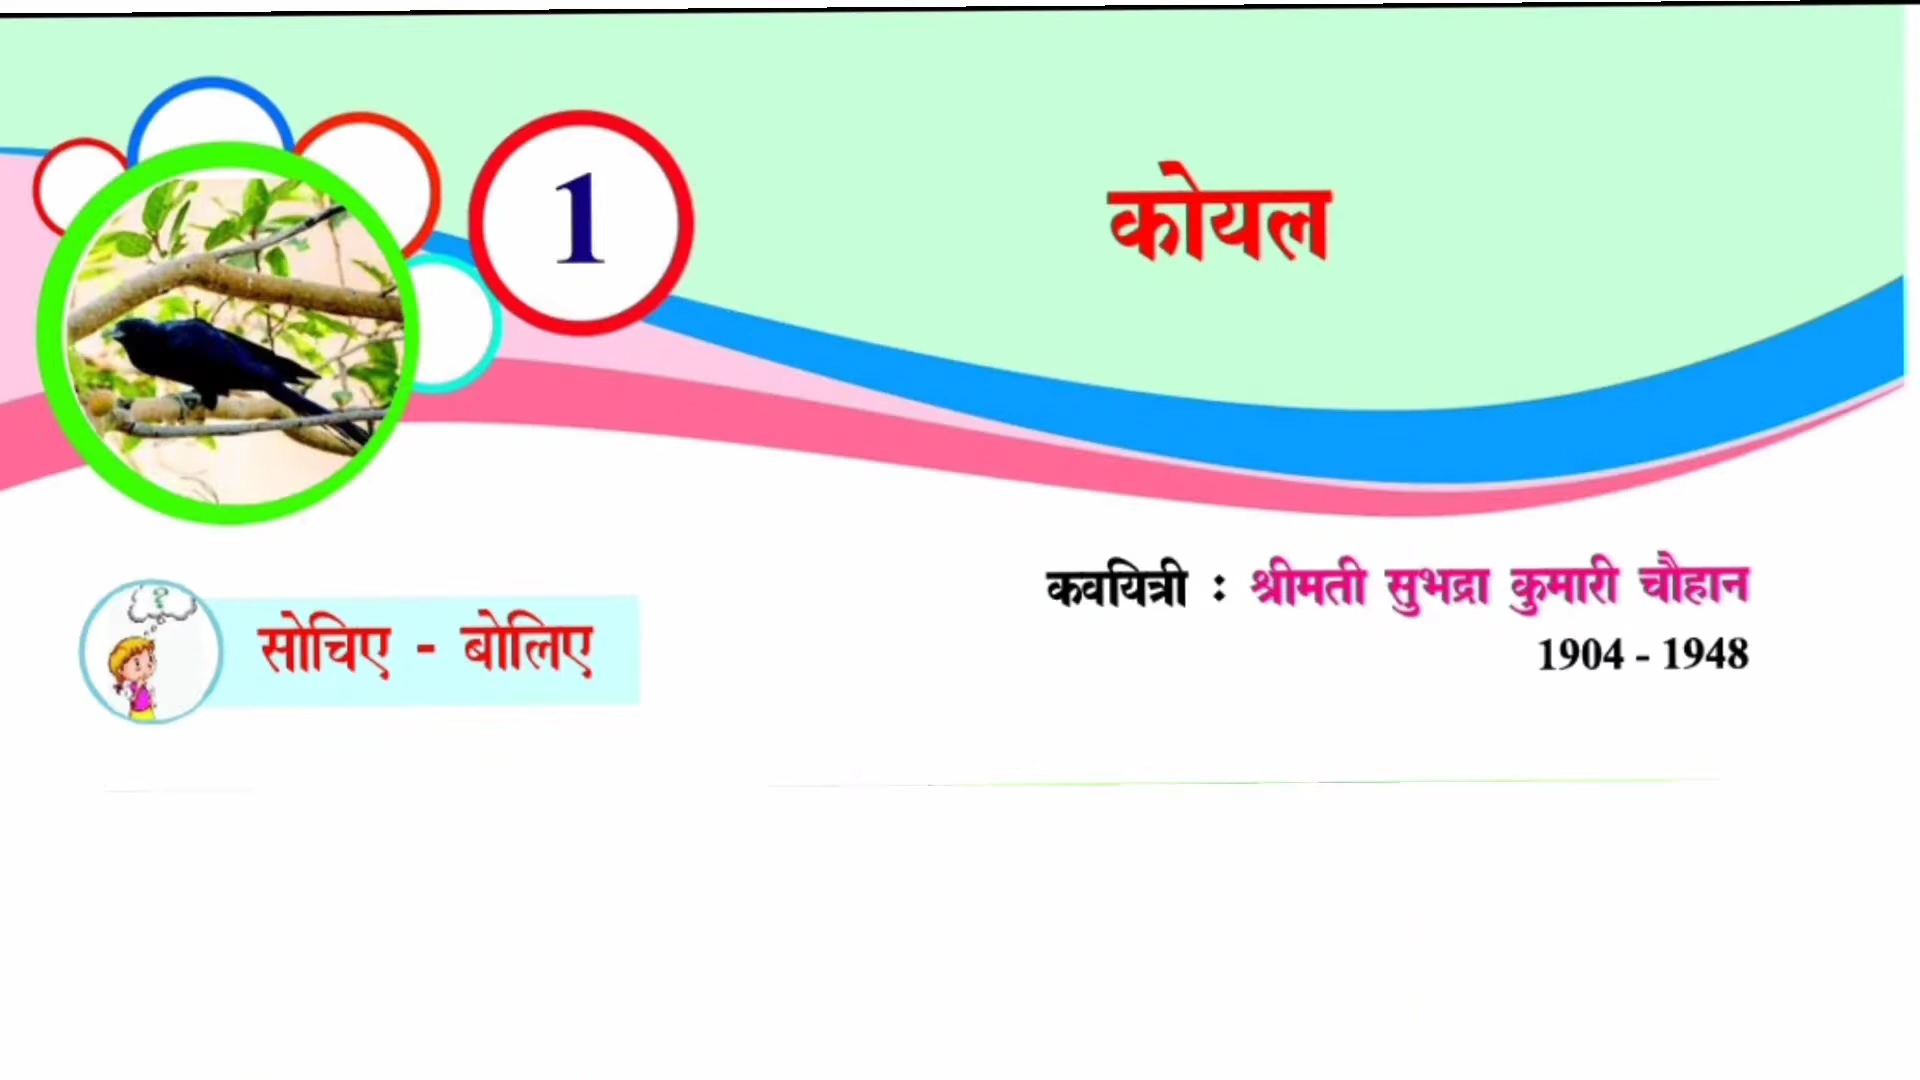 1
कोयल
कवयित्री : श्रीमती सुभद्रा कुमारी चौहान
1904 - 1948
सोचिए - बोलिए
?